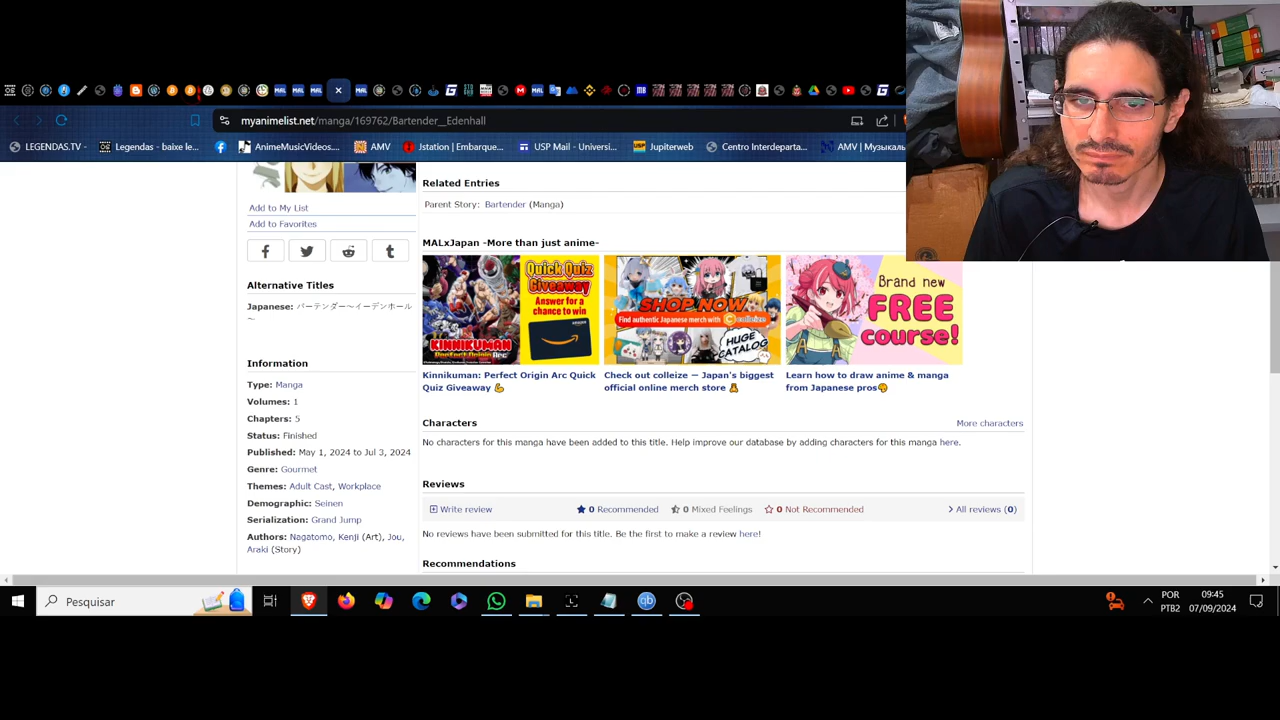 myanimelist.net/manga/169762/Bartender__Edenhall
LEGENDAS.TV
Legendas - baixe le...
AnimeMusicVideos...
AMV
Jstation | Embarque...
USP Mail - Universi...
Jupiterweb
Centro Interdeparta...
AMV | Музыкаль
Add to My List
Add to Favorites
Alternative Titles
Japanese: バーテンダー～イーデンホール
～
Information
Type: Manga
Volumes: 1
Chapters: 5
Status: Finished
Published: May 1, 2024 to Jul 3, 2024
Genre: Gourmet
Themes: Adult Cast, Workplace
Demographic: Seinen
Serialization: Grand Jump
Authors: Nagatomo, Kenji (Art), Jou,
Araki (Story)
Related Entries
Parent Story: Bartender (Manga)
MALxJapan -More than just anime-
KINNIKUMAN
Perfect Origin Arc
Quick Quiz
Giveaway
Answer for a
chance to win
SHOP NOW
Find authentic Japanese merch with colleize
HUGE
CATALOG
Brand new
FREE
course!
Kinnikuman: Perfect Origin Arc Quick
Quiz Giveaway
Check out colleize — Japan's biggest
official online merch store
Learn how to draw anime & manga
from Japanese pros
Characters
More characters
No characters for this manga have been added to this title. Help improve our database by adding characters for this manga here.
Reviews
Write review
0 Recommended
0 Mixed Feelings
0 Not Recommended
All reviews (0)
No reviews have been submitted for this title. Be the first to make a review here!
Recommendations
Pesquisar
POR
PTB2
09:45
07/09/2024